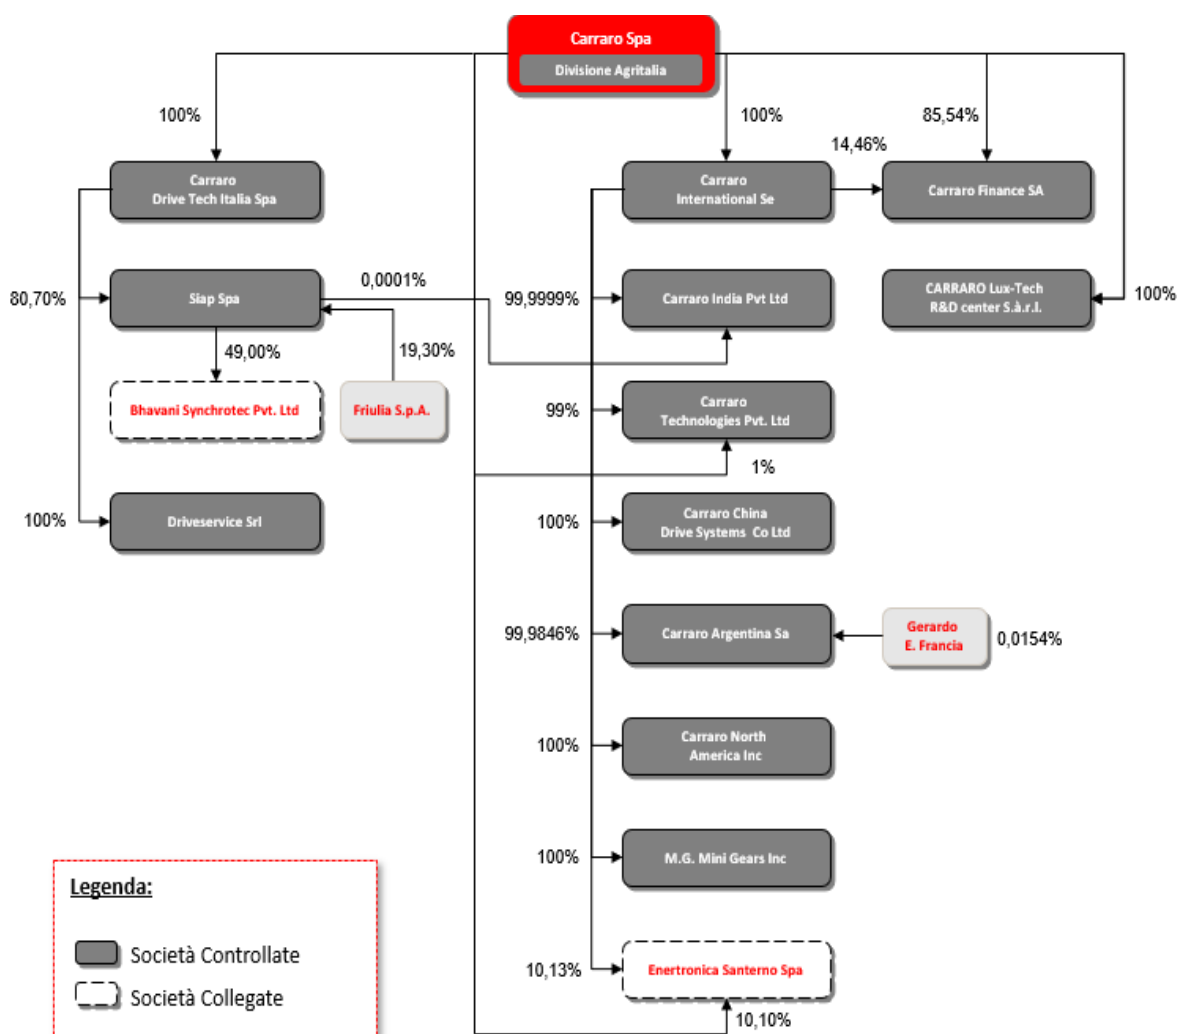 Carraro Spa
Divisione Agritalia
100%
100%
85,54%
14,46%
Carraro
Drive Tech Italia Spa
Carraro
International Se
Carraro Finance SA
80,70%
Siap Spa
0,0001%
99,9999%
Carraro India Pvt Ltd
CARRARO Lux-Tech
R&D center S.à.r.l.
100%
49,00%
19,30%
Bhavani Synchrotec Pvt. Ltd
Friulia S.p.A.
99%
Carraro
Technologies Pvt. Ltd
1%
100%
Driveservice Srl
100%
Carraro China
Drive Systems Co Ltd
99,9846%
Carraro Argentina Sa
Gerardo
E. Francia
0,0154%
100%
Carraro North
America Inc
100%
M.G. Mini Gears Inc
10,13%
Enertronica Santerno Spa
10,10%
Legenda:
Società Controllate
Società Collegate